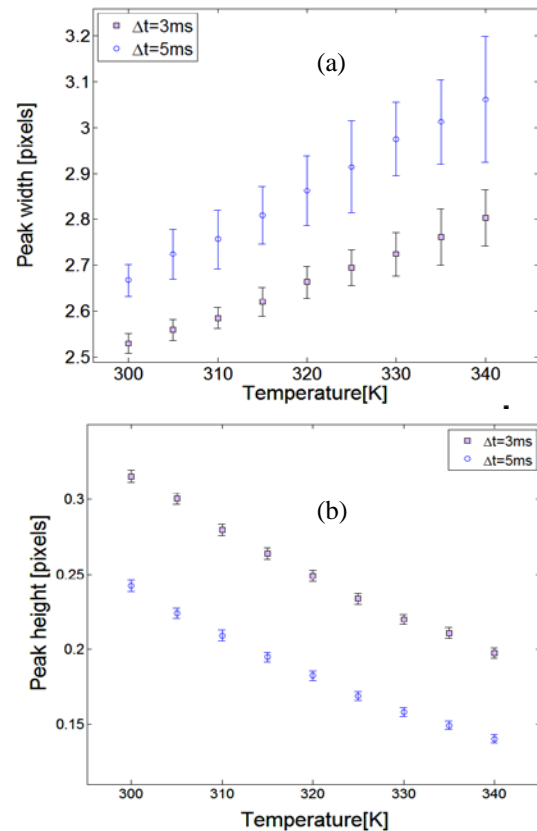 Δt=3ms
Δt=5ms
(a)
3.2
3.1
3
2.9
2.8
2.7
2.6
2.5
Peak width [pixels]
300 310 320 330 340
Temperature[K]
Δt=3ms
Δt=5ms
(b)
0.3
0.25
0.2
0.15
Peak height [pixels]
300 310 320 330 340
Temperature[K]